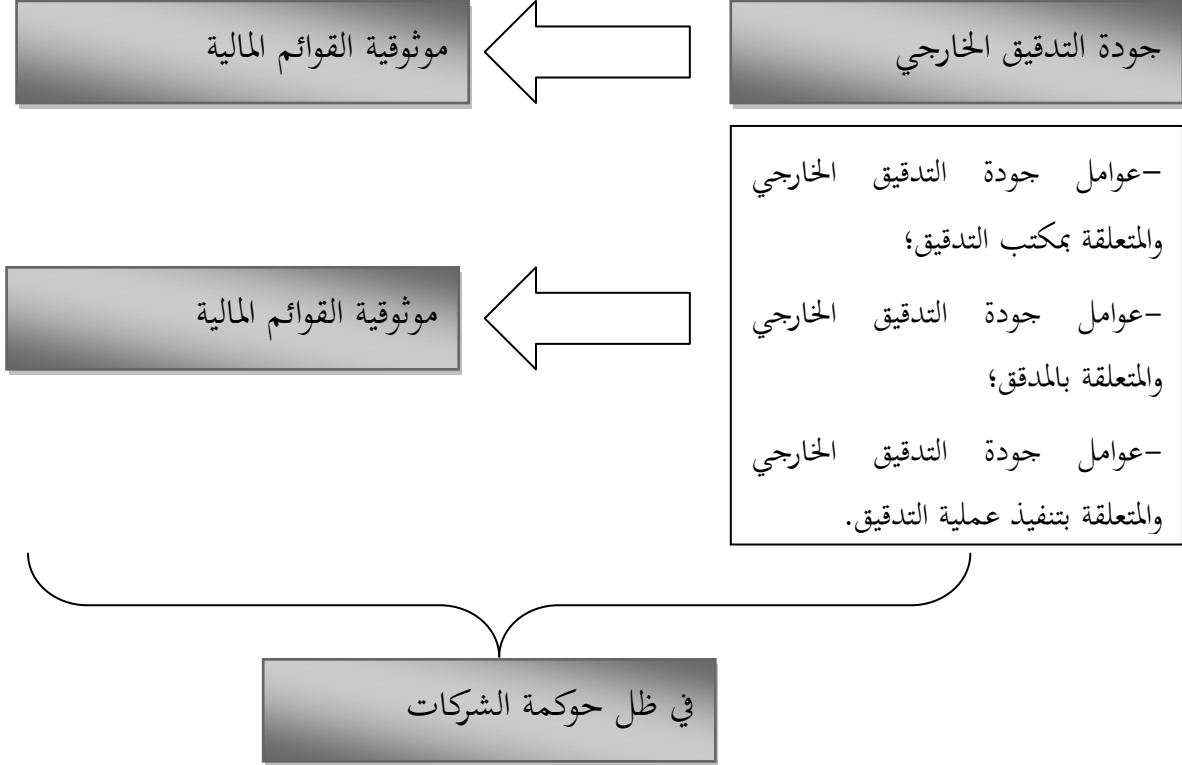 جودة التدقيق الخارجي
موثوقية القوائم المالية
–عوامل جودة التدقيق الخارجي
والمتعلقة بمكتب التدقيق؛
–عوامل جودة التدقيق الخارجي
والمتعلقة بالمدقق؛
–عوامل جودة التدقيق الخارجي
والمتعلقة بتنفيذ عملية التدقيق.
موثوقية القوائم المالية
في ظل حوكمة الشركات